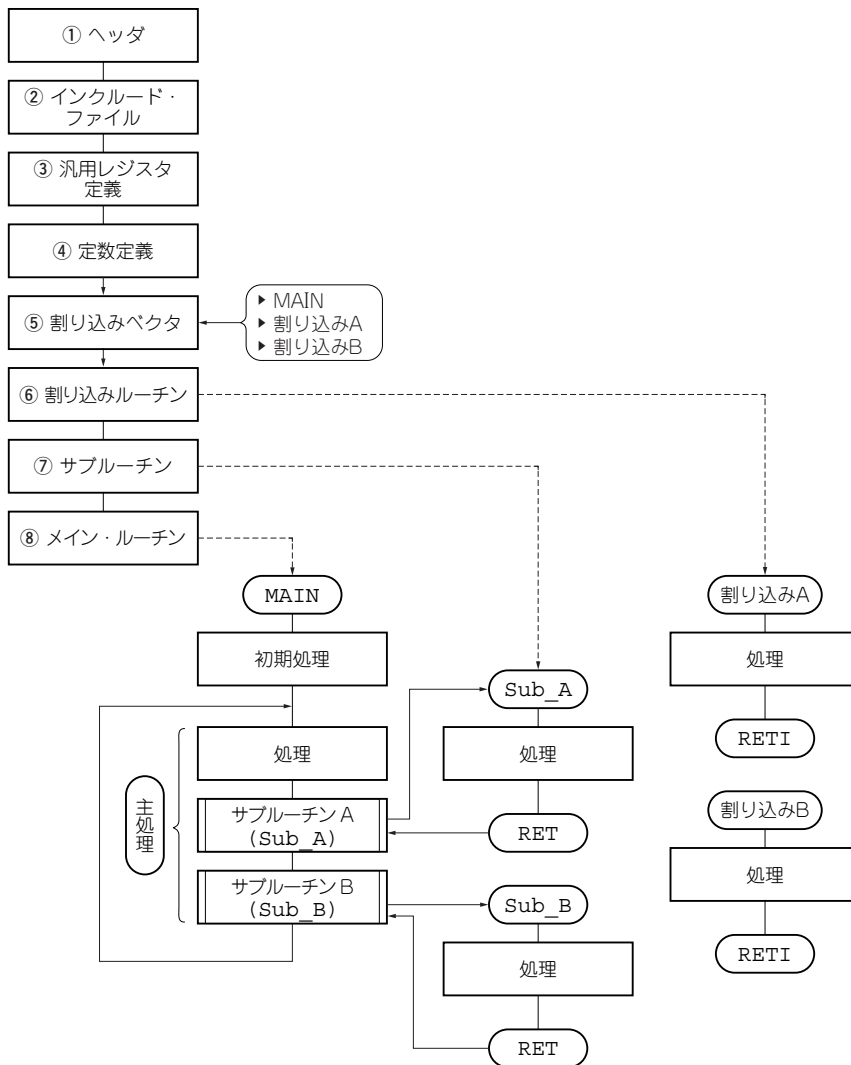 ① ヘッダ
② インクルード・
ファイル
③ 汎用レジスタ
定義
④ 定数定義
⑤ 割り込みベクタ
▶ MAIN
▶ 割り込みA
▶ 割り込みB
⑥ 割り込みルーチン
⑦ サブルーチン
⑧ メイン・ルーチン
MAIN
初期処理
主処理
処理
サブルーチンA
(Sub_A)
サブルーチンB
(Sub_B)
Sub_A
処理
RET
Sub_B
処理
RET
割り込みA
処理
RETI
割り込みB
処理
RETI